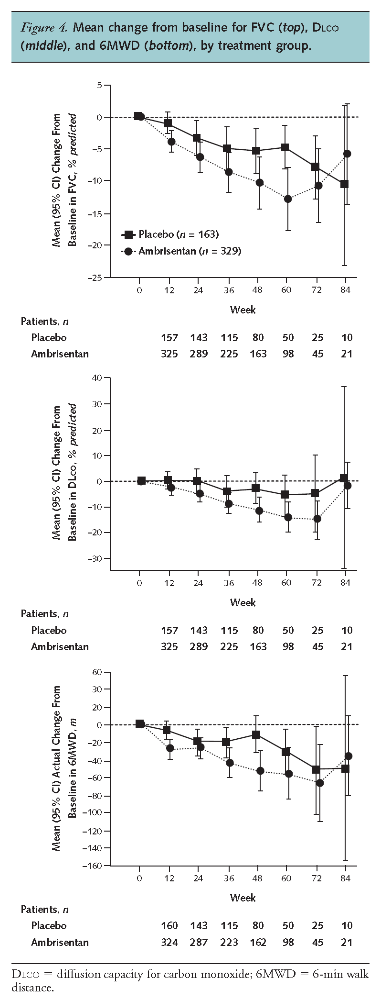 Figure 4. Mean change from baseline for FVC (top), DLCO
(middle), and 6MWD (bottom), by treatment group.
Mean (95% CI) Change From
Baseline in FVC, % predicted
5
0
–5
–10
–15
–20
–25
Placebo (n = 163)
Ambrisentan (n = 329)
0 12 24 36 48 60 72 84
Week
Patients, n
Placebo 157 143 115 80 50 25 10
Ambrisentan 325 289 225 163 98 45 21
Mean (95% CI) Change From
Baseline in DLCO, % predicted
40
30
20
10
0
–10
–20
–30
0 12 24 36 48 60 72 84
Week
Patients, n
Placebo 157 143 115 80 50 25 10
Ambrisentan 325 289 225 163 98 45 21
Mean (95% CI) Actual Change From
Baseline in 6MWD, m
60
30
20
0
–20
–40
–60
–80
–100
–120
–140
–160
0 12 24 36 48 60 72 84
Week
Patients, n
Placebo 160 143 115 80 50 25 10
Ambrisentan 324 287 223 162 98 45 21
DLCO = diffusion capacity for carbon monoxide; 6MWD = 6-min walk
distance.